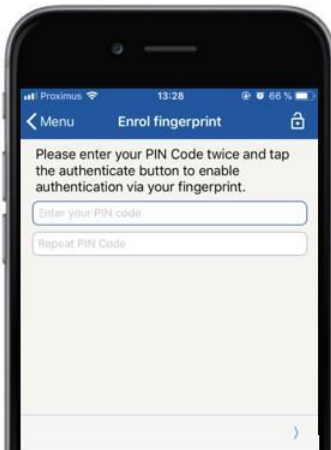 Proximus 13:28 66 %
Menu Enrol fingerprint
Please enter your PIN Code twice and tap
the authenticate button to enable
authentication via your fingerprint.
Enter your PIN code
Repeat PIN Code